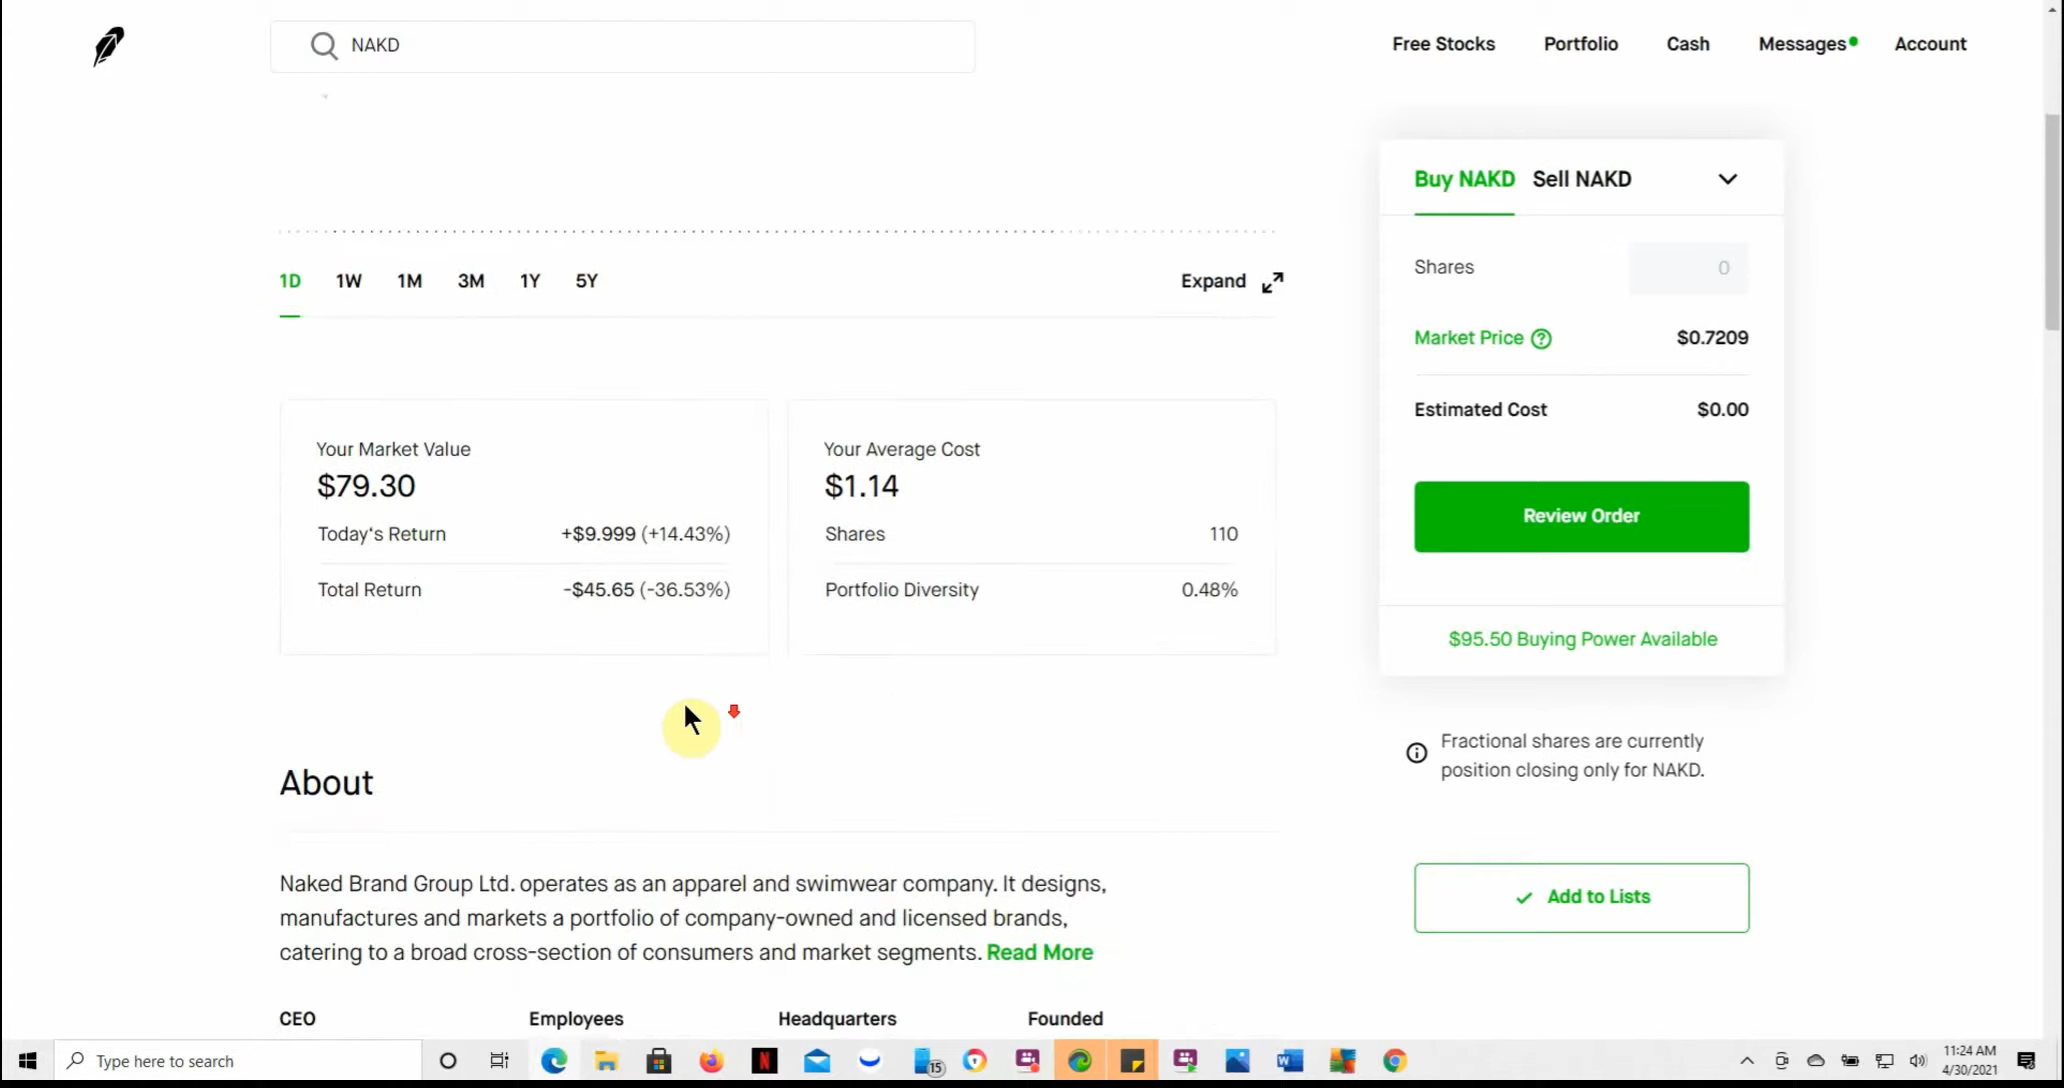 NAKD
Free Stocks Portfolio Cash Messages Account
Buy NAKD Sell NAKD
Shares 0
Market Price ? $0.7209
Estimated Cost $0.00
Review Order
$95.50 Buying Power Available
Fractional shares are currently
position closing only for NAKD.
Add to Lists
1D 1W 1M 3M 1Y 5Y Expand
Your Market Value
$79.30
Today's Return +$9.999 (+14.43%)
Total Return -$45.65 (-36.53%)
Your Average Cost
$1.14
Shares 110
Portfolio Diversity 0.48%
About
Naked Brand Group Ltd. operates as an apparel and swimwear company. It designs,
manufactures and markets a portfolio of company-owned and licensed brands,
catering to a broad cross-section of consumers and market segments. Read More
CEO Employees Headquarters Founded
Type here to search
15
11:24 AM
4/30/2021